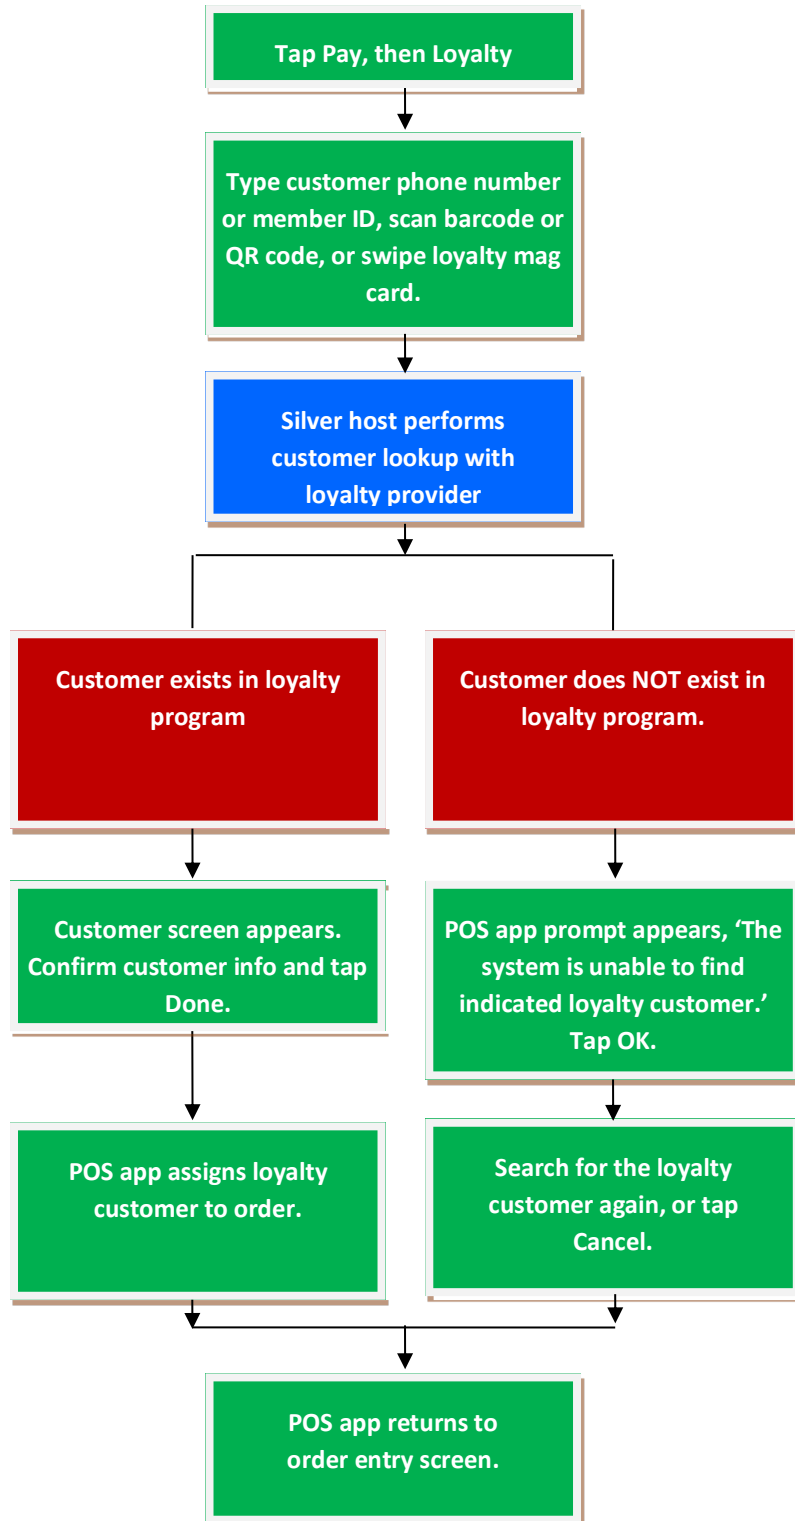 Tap Pay, then Loyalty
Type customer phone number
or member ID, scan barcode or
QR code, or swipe loyalty mag
card.
Silver host performs
customer lookup with
loyalty provider
Customer exists in loyalty
program
Customer does NOT exist in
loyalty program.
Customer screen appears.
Confirm customer info and tap
Done.
POS app prompt appears, ‘The
system is unable to find
indicated loyalty customer.’
Tap OK.
POS app assigns loyalty
customer to order.
Search for the loyalty
customer again, or tap
Cancel.
POS app returns to
order entry screen.